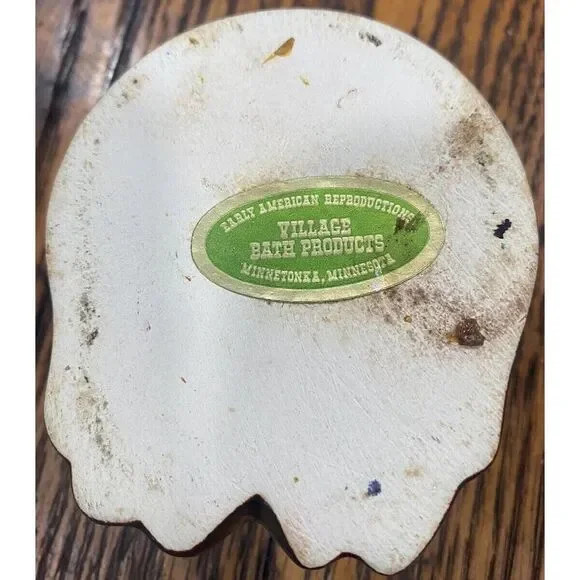 EARLY AMERICAN REPRODUCTIONS
VILLAGE
BATH PRODUCTS
MINNETONKA, MINNESOTA